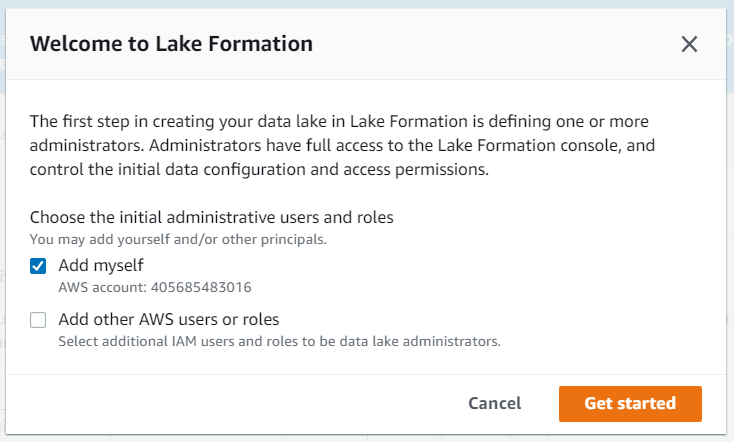 Welcome to Lake Formation
The first step in creating your data lake in Lake Formation is defining one or more
administrators. Administrators have full access to the Lake Formation console, and
control the initial data configuration and access permissions.
Choose the initial administrative users and roles
You may add yourself and/or other principals.
Add myself
AWS account: 405685483016
Add other AWS users or roles
Select additional IAM users and roles to be data lake administrators.
Cancel
Get started